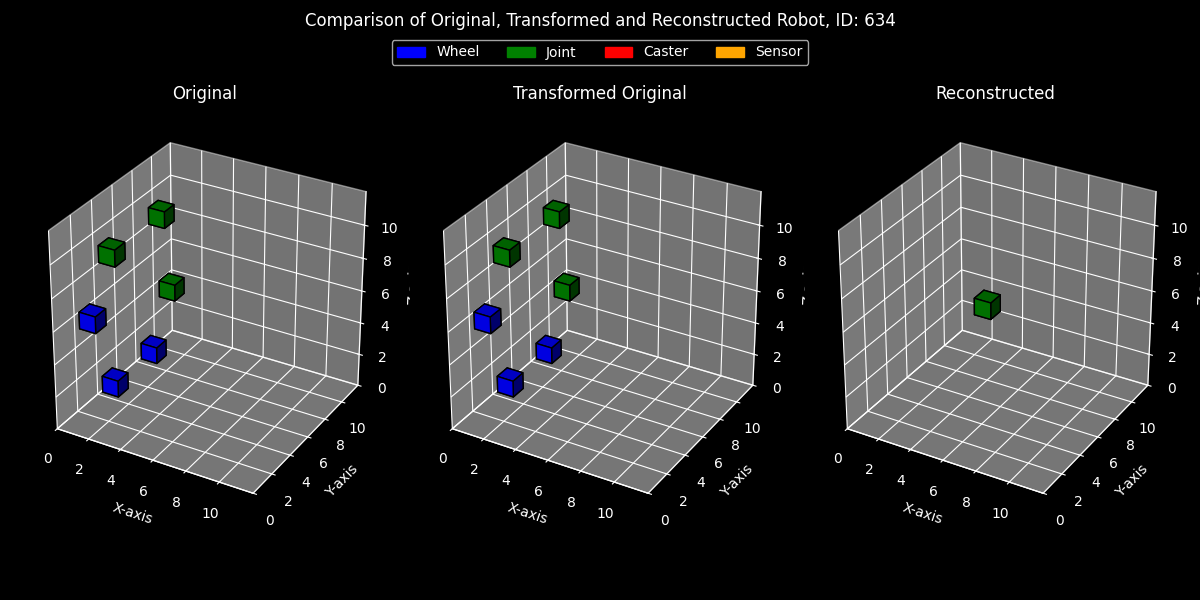 Comparison of Original, Transformed and Reconstructed Robot, ID: 634
Wheel Joint Caster Sensor
Original Transformed Original Reconstructed
10 10 10
8 8 8
6 6 6
4 4 4
2 2 2
0 0 0
10 10 10
8 8 8
6 6 6
4 4 4
2 2 2
0 0 0
0 2 4 6 8 10 0 2 4 6 8 10 0 2 4 6 8 10
X-axis Y-axis X-axis Y-axis X-axis Y-axis